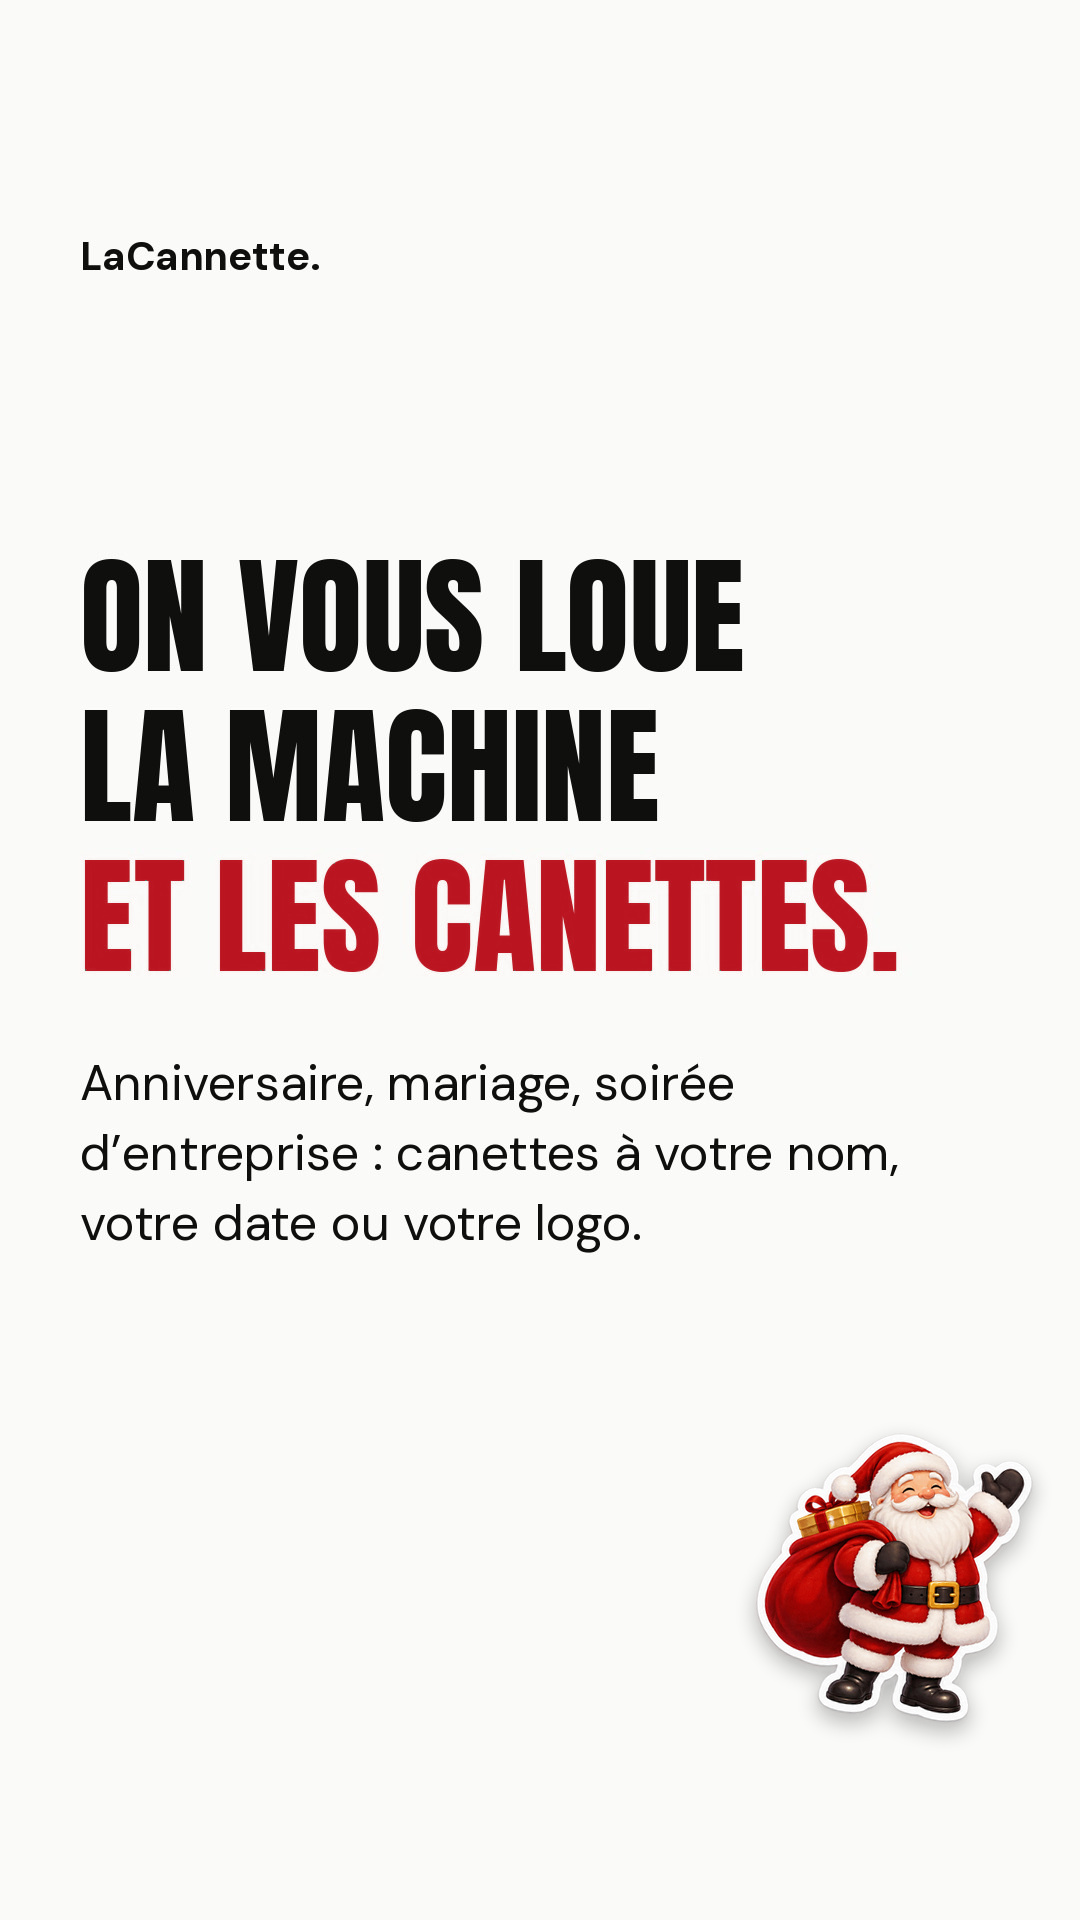 LaCannette.
ON VOUS LOUE
LA MACHINE
ET LES CANETTES.
Anniversaire, mariage, soirée
d’entreprise : canettes à votre nom,
votre date ou votre logo.